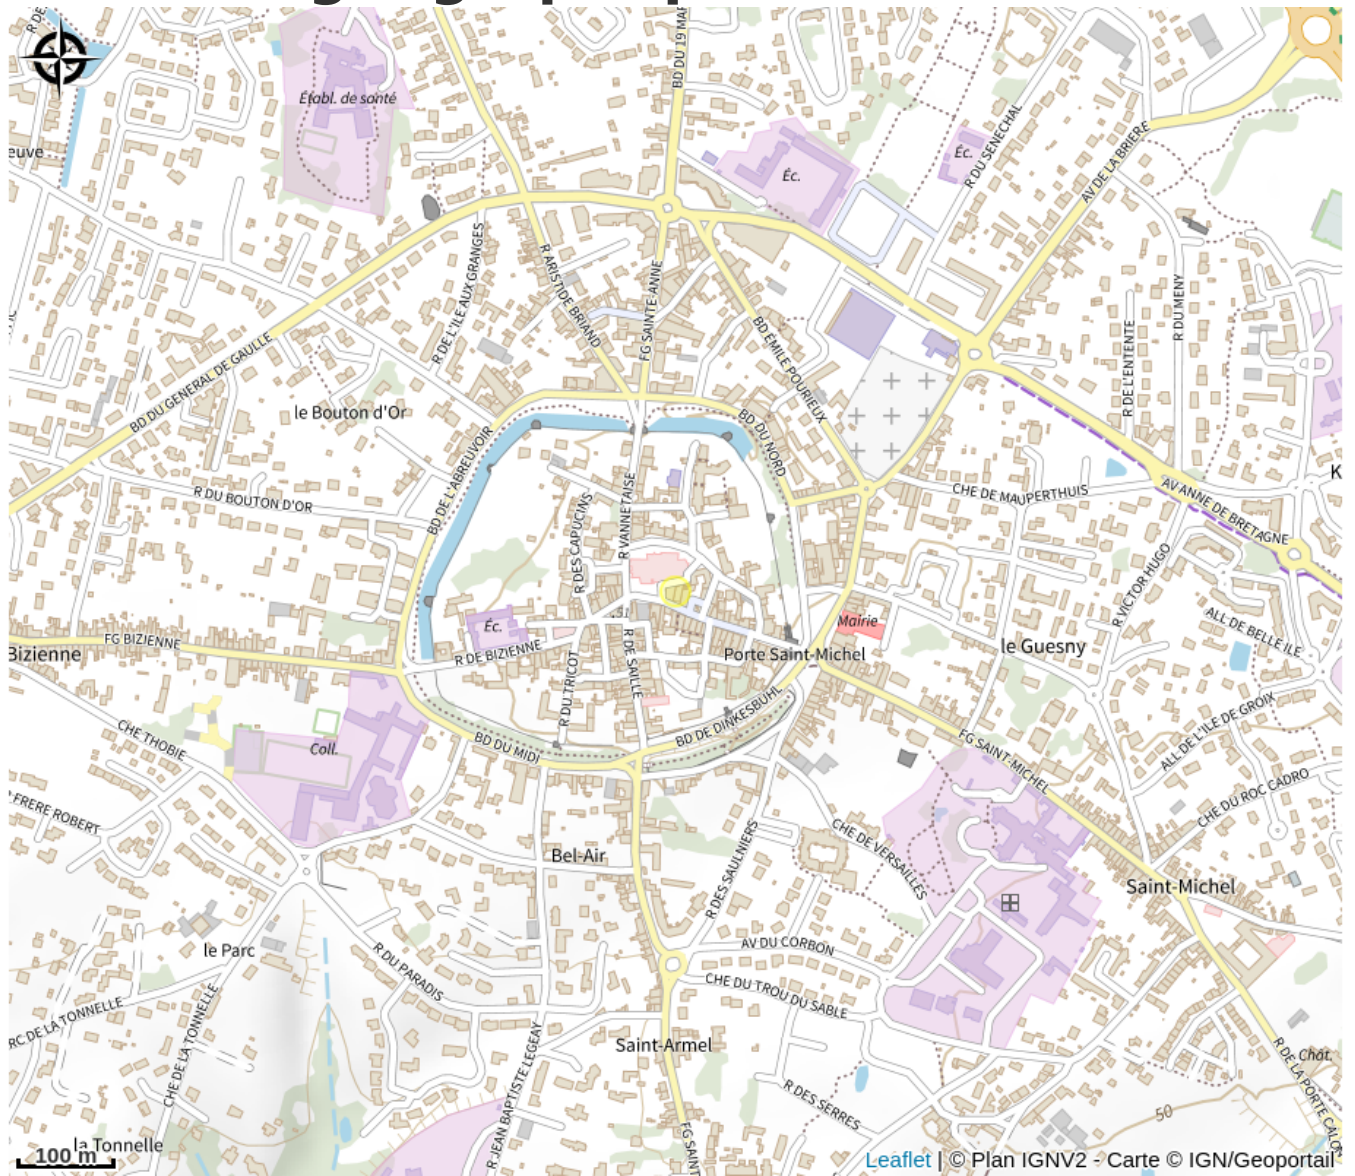 BD DU 19 MAR
Établ. de santé
euve
Éc.
Éc.
R DU SENECHAL
AV DE LA BRIERE
R DE L'ILE AUX GRANGES
R ARISTIDE BRIAND
FG SAINTE-ANNE
BD EMILE POURIEUX
R DU MENY
R DE L'ENTENTE
BD DU GENERAL DE GAULLE
le Bouton d'Or
BD DE L'ABREUVOIR
BD DU NORD
R DU BOUTON D'OR
K
CHE DE MAUPERTHUIS
AV ANNE DE BRETAGNE
R DES CAPUCINS
R VANNETAISE
R VICTOR HUGO
51
Éc.
Mairie
ALL DE BELLE ILE
FG BIZIENNE
Bizienne
R DE BIZIENNE
R DE SAILLE
Porte Saint-Michel
le Guesny
R DU TRICOT
BD DE DINKESBUHL
ALL DE L'ILE DE GROIX
CHE THOBIE
Coll.
BD DU MIDI
FG SAINT-MICHEL
CHE DU ROC CADRO
FRERE ROBERT
Bel-Air
R DES SAULNIERS
CHE DE VERSAILLES
Saint-Michel
le Parc
R DU PARADIS
AV DU CORBON
CHE DU TROU DU SABLE
RC DE LA TONNELLE
CHE DE LA TONNELLE
Saint-Armel
R JEAN BAPTISTE LEGEAY
R DES SERRES
50
Chât.
R DE LA PORTE CALO
la Tonnelle
FG SAINT
100 m
Leaflet | © Plan IGNV2 - Carte © IGN/Geoportail